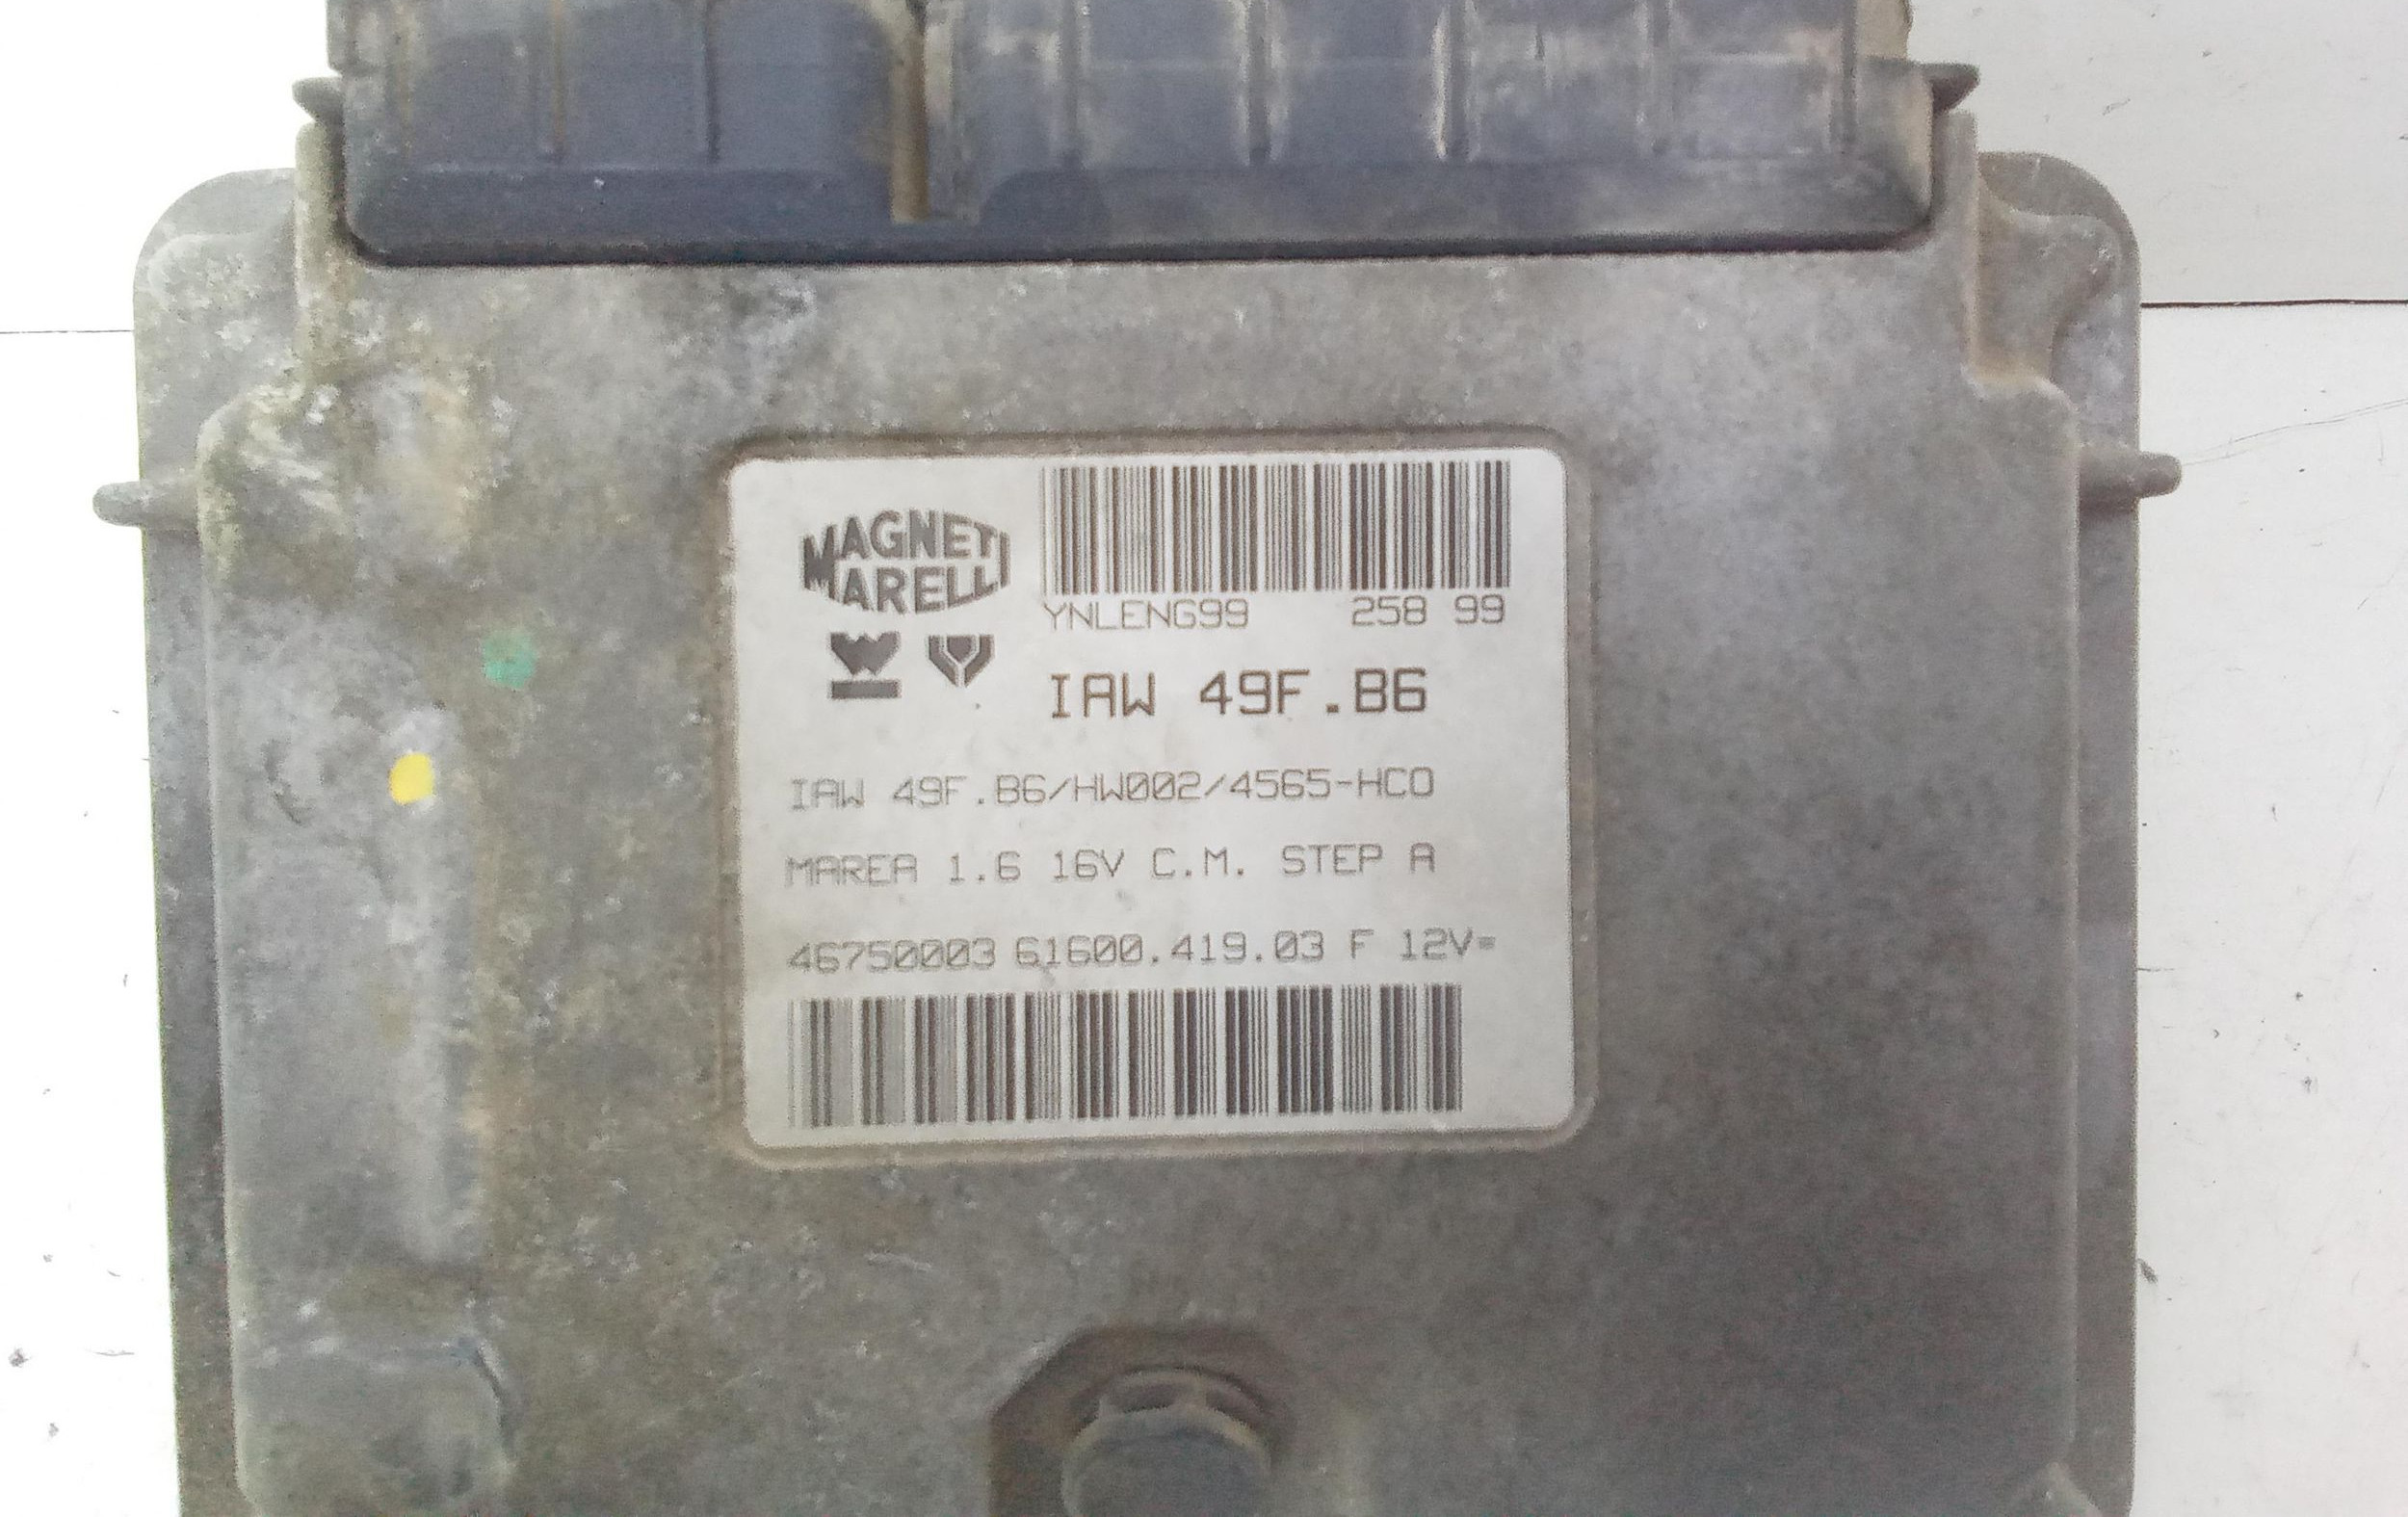 MAGNETI
MARELLI
YNLENG99 258 99
IAW 49F.B6
IAW 49F.B6/HW002/4565-HCO
MAREA 1.6 16V C.M. STEP A
46750003 61600.419.03 F 12V=